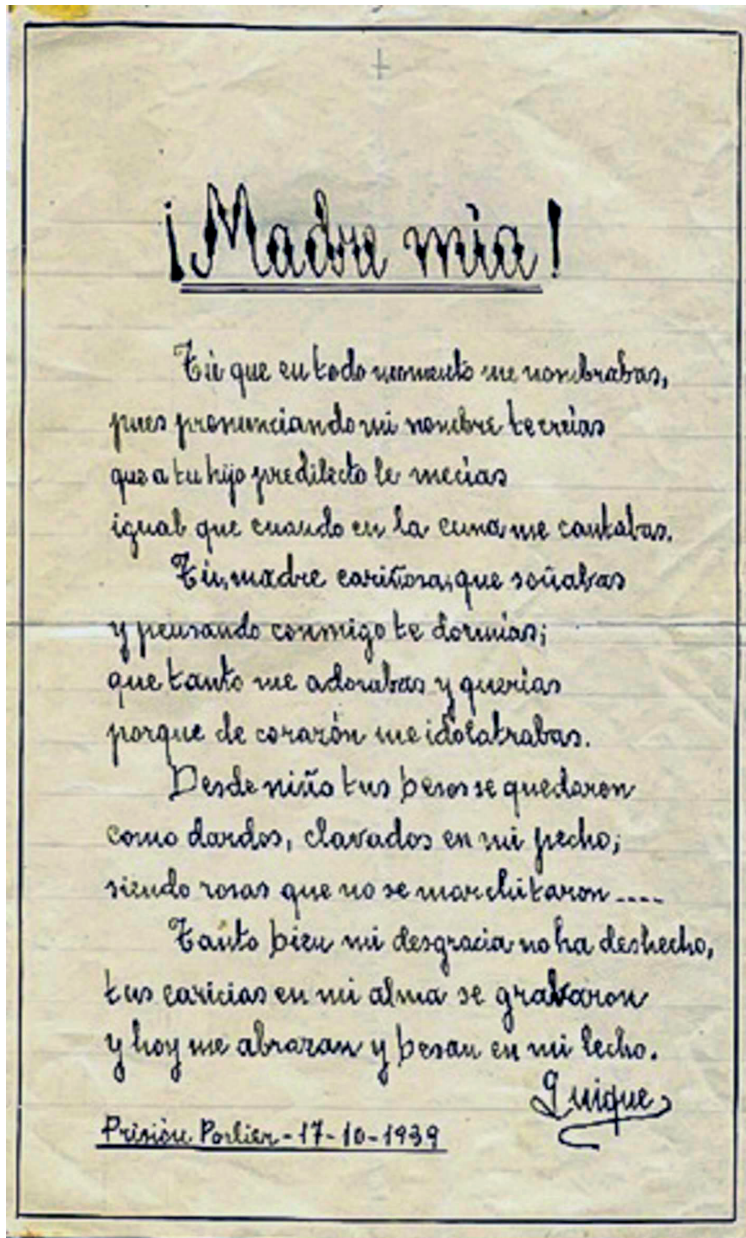 ¡Madre mía!
Tú que en todo momento me nombrabas,
pues pronunciando mi nombre te creías
que a tu hijo predilecto le mecías
igual que cuando en la cuna me cantabas.
Tú, madre cariñosa, que soñabas
y pensando conmigo te dormías;
que tanto me adorabas y querías
porque de corazón me idolatrabas.
Desde niño tus besos se quedaron
como dardos, clavados en mi pecho;
siendo rosas que no se marchitaron ....
Tanto bien mi desgracia no ha deshecho,
tus caricias en mi alma se grabaron
y hoy me abrazan y besan en mi lecho.
Quique
Prisión Porlier - 17-10-1939